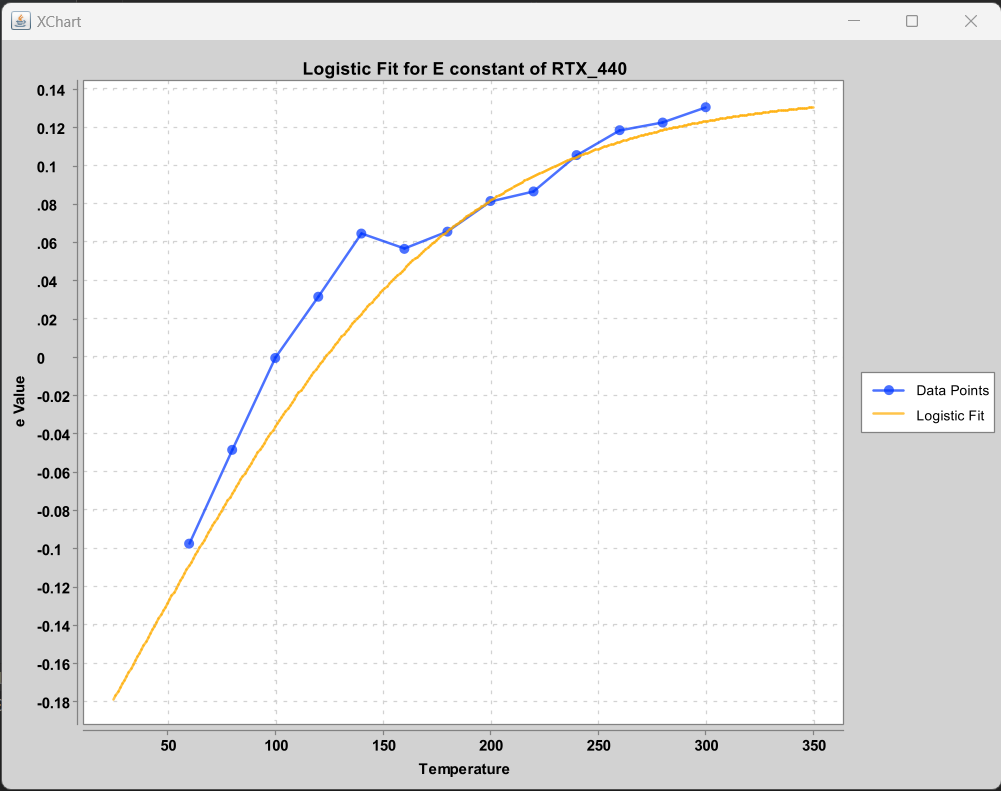 XChart
Logistic Fit for E constant of RTX_440
0.14
0.12
0.1
.08
.06
.04
.02
0
-0.02
-0.04
-0.06
-0.08
-0.1
-0.12
-0.14
-0.16
-0.18
e Value
50 100 150 200 250 300 350
Temperature
Data Points
Logistic Fit